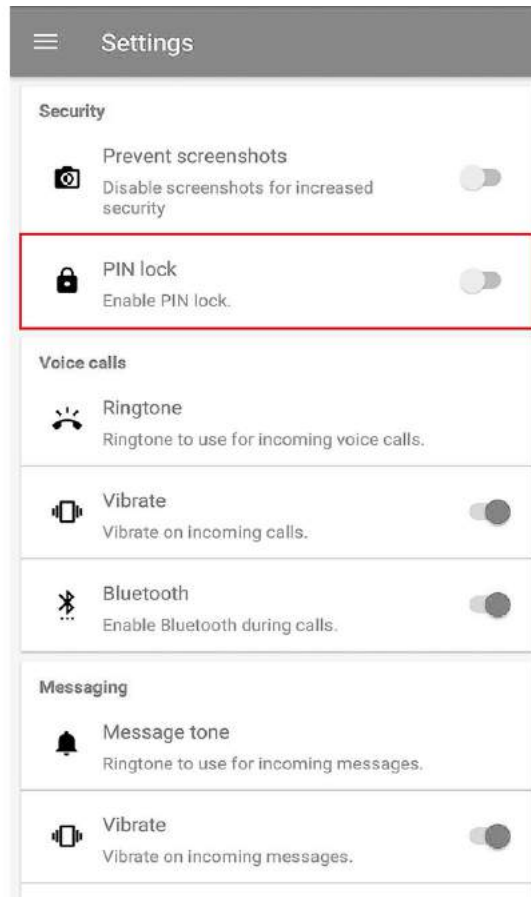 Settings
Security
Prevent screenshots
Disable screenshots for increased
security
PIN lock
Enable PIN lock.
Voice calls
Ringtone
Ringtone to use for incoming voice calls.
Vibrate
Vibrate on incoming calls.
Bluetooth
Enable Bluetooth during calls.
Messaging
Message tone
Ringtone to use for incoming messages.
Vibrate
Vibrate on incoming messages.